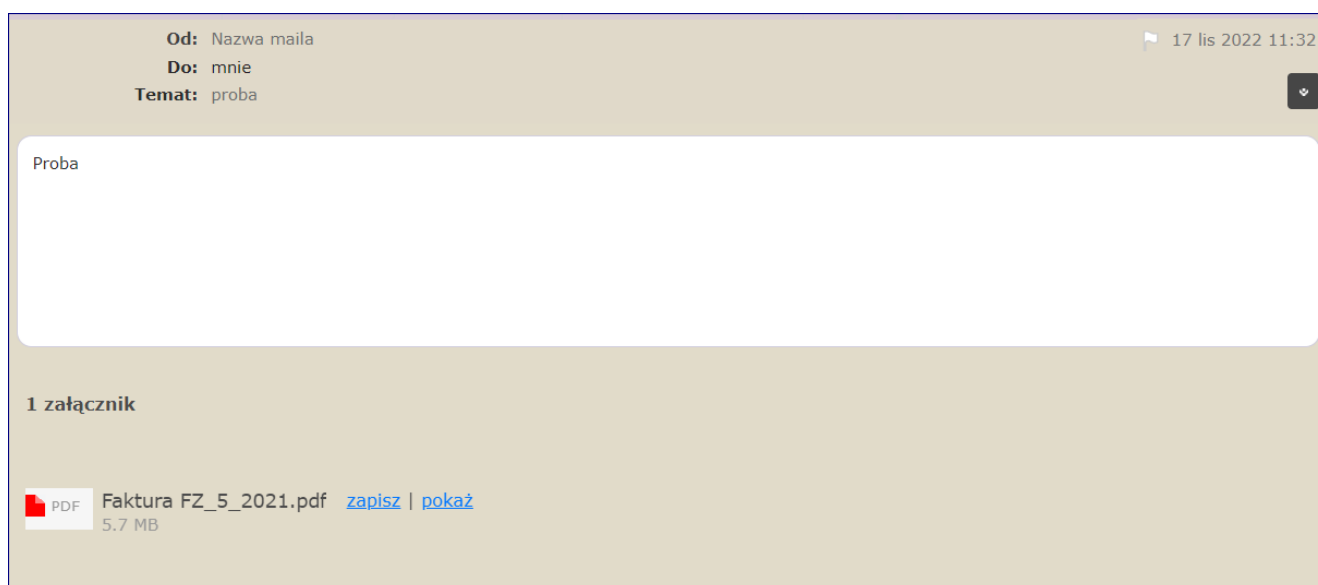 Od: Nazwa maila
17 lis 2022 11:32
Do: mnie
Temat: proba
Proba
1 załącznik
PDF
Faktura FZ_5_2021.pdf zapisz | pokaż
5.7 MB